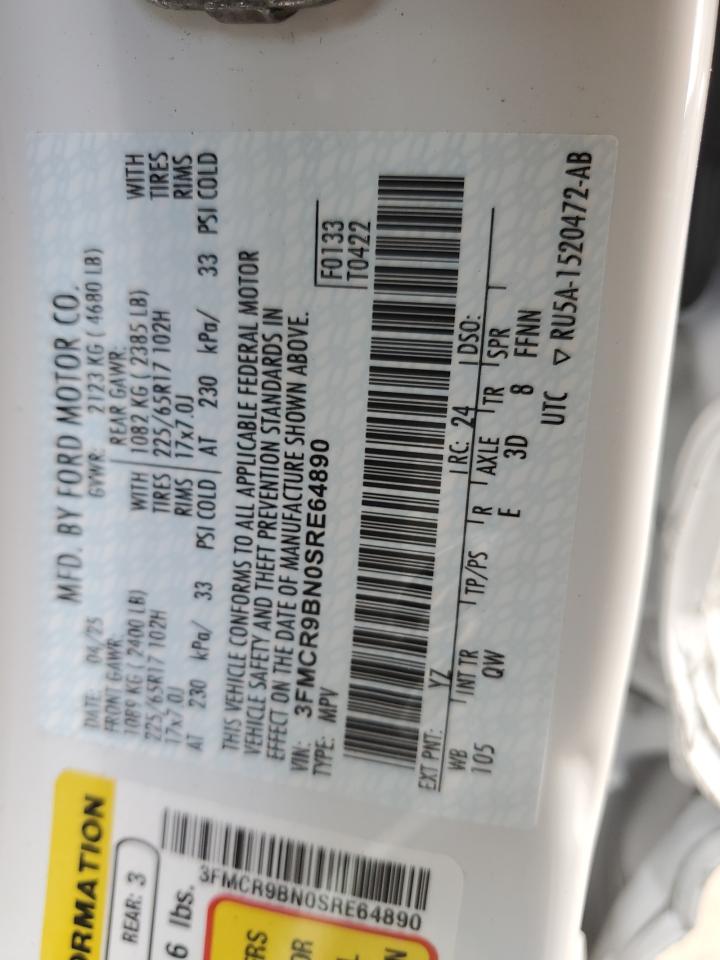 MFD. BY FORD MOTOR CO.
DATE: 04/25 GVWR: 2123 KG ( 4680 LB)
FRONT GAWR: REAR GAWR:
1089 KG ( 2400 LB) WITH 1082 KG ( 2385 LB) WITH
225/65R17 102H TIRES 225/65R17 102H TIRES
17x7.0J RIMS 17x7.0J RIMS
AT 230 kPa/ 33 PSI COLD AT 230 kPa/ 33 PSI COLD
THIS VEHICLE CONFORMS TO ALL APPLICABLE FEDERAL MOTOR
VEHICLE SAFETY AND THEFT PREVENTION STANDARDS IN
EFFECT ON THE DATE OF MANUFACTURE SHOWN ABOVE.
VIN: 3FMCR9BN0SRE64890
TYPE: MPV
F0133
T0422
EXT PNT: YZ RC: 24 DSO:
WB INT TR TP/PS R AXLE TR SPR
105 QW E 3D 8 FFNN
UTC ▽ RU5A-1520472-AB
ORMATION
REAR: 3
6 lbs.
3FMCR9BN0SRE64890
ERS
OR
L
N